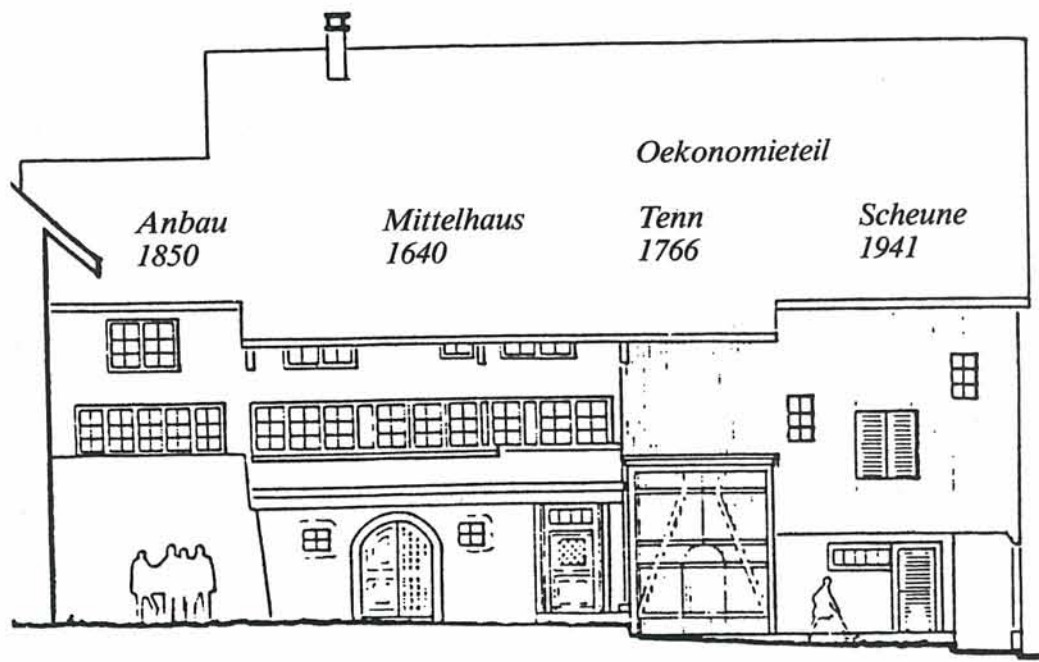 Oekonomieteil
Anbau
1850
Mittelhaus
1640
Tenn
1766
Scheune
1941